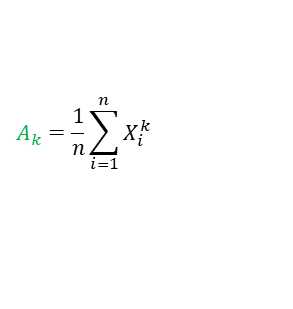 A_k = \frac{1}{n} \sum_{i=1}^{n} X_i^k